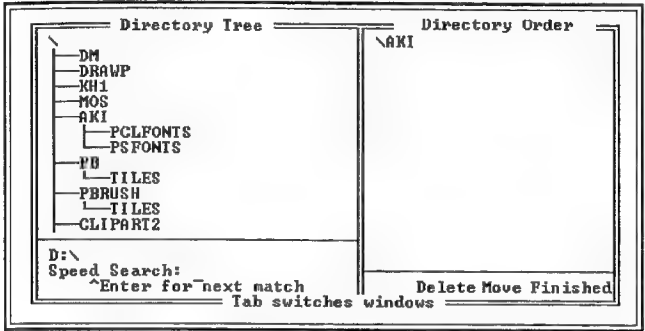 Directory Tree
\
DM
DRAWP
KH1
MOS
AKI
PCLFONTS
PSFONTS
PB
TILES
PBRUSH
TILES
CLIPART2
D:\
Speed Search:
^Enter for next match
Directory Order
\AKI
Delete Move Finished
Tab switches windows